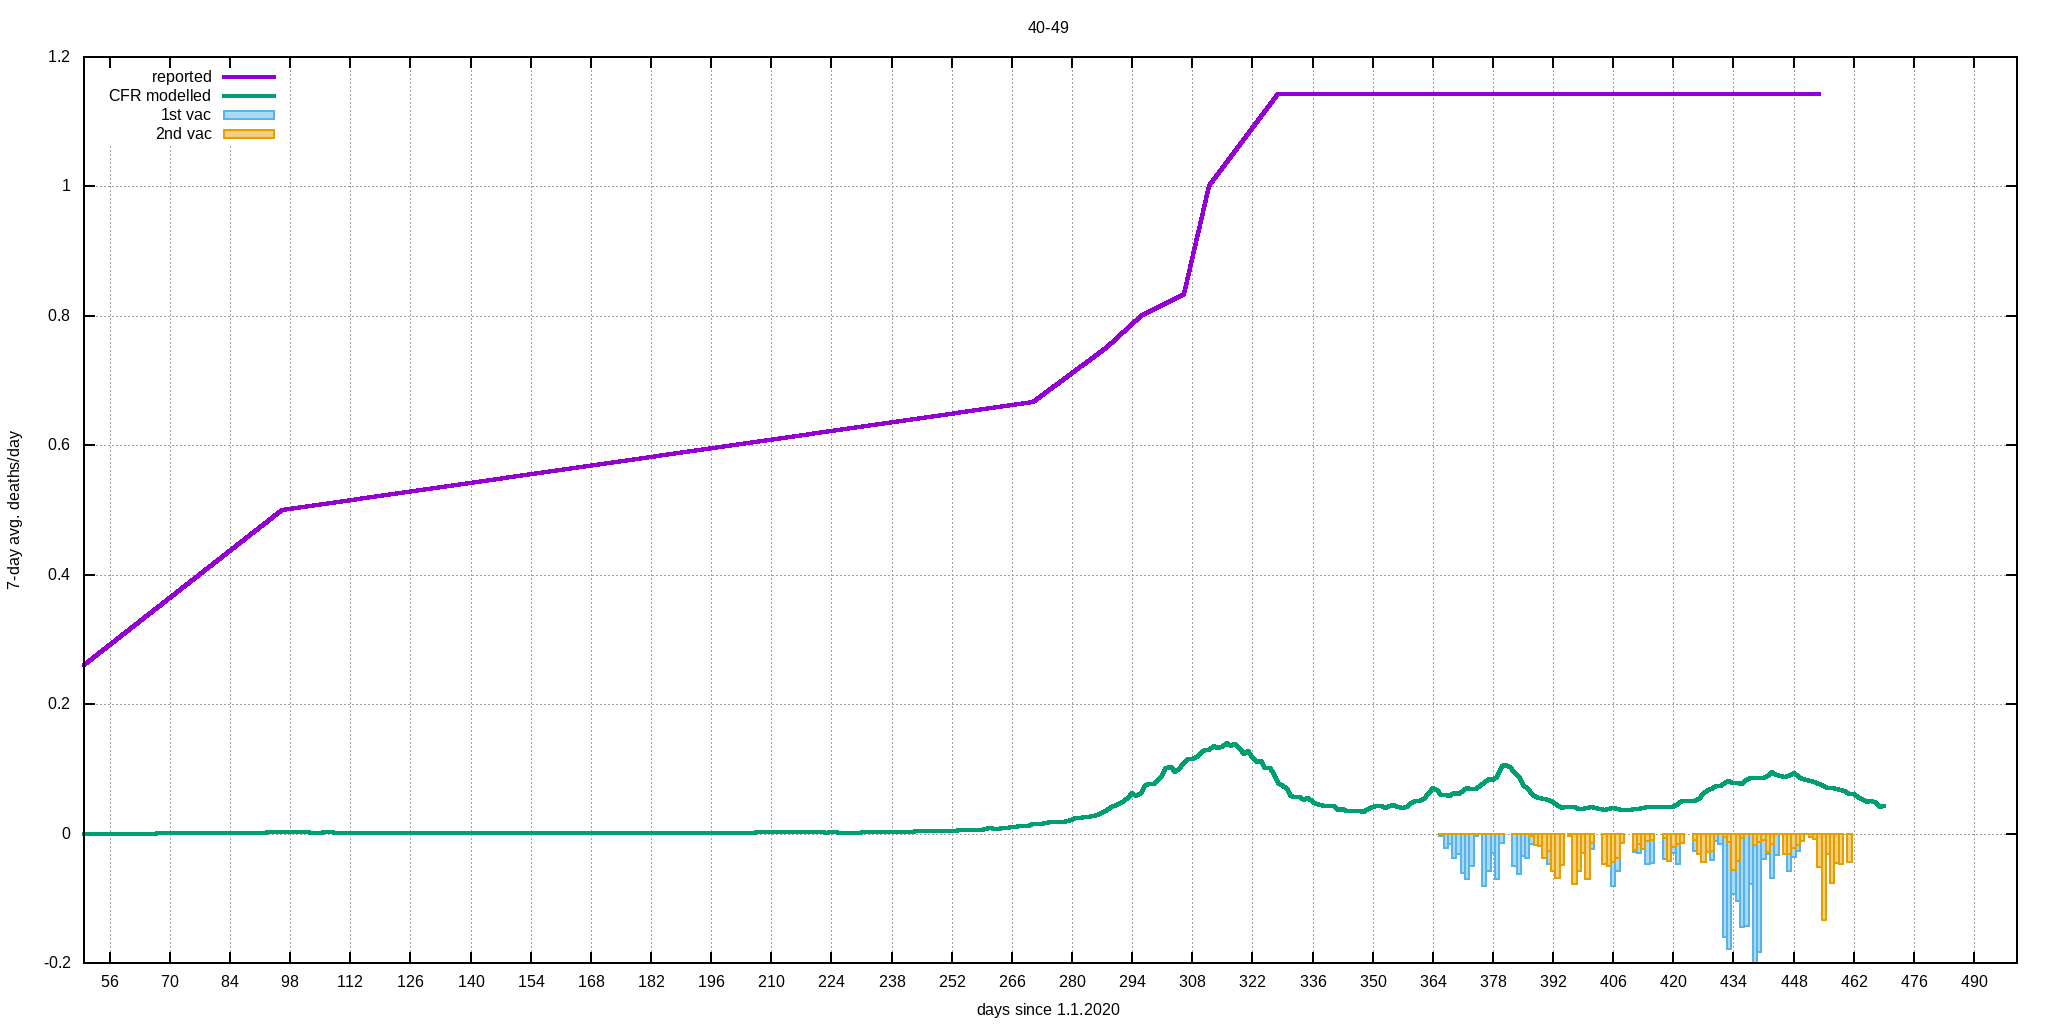 40-49
reported
CFR modelled
1st vac
2nd vac
1.2
1
0.8
0.6
0.4
0.2
0
-0.2
7-day avg. deaths/day
56 70 84 98 112 126 140 154 168 182 196 210 224 238 252 266 280 294 308 322 336 350 364 378 392 406 420 434 448 462 476 490
days since 1.1.2020